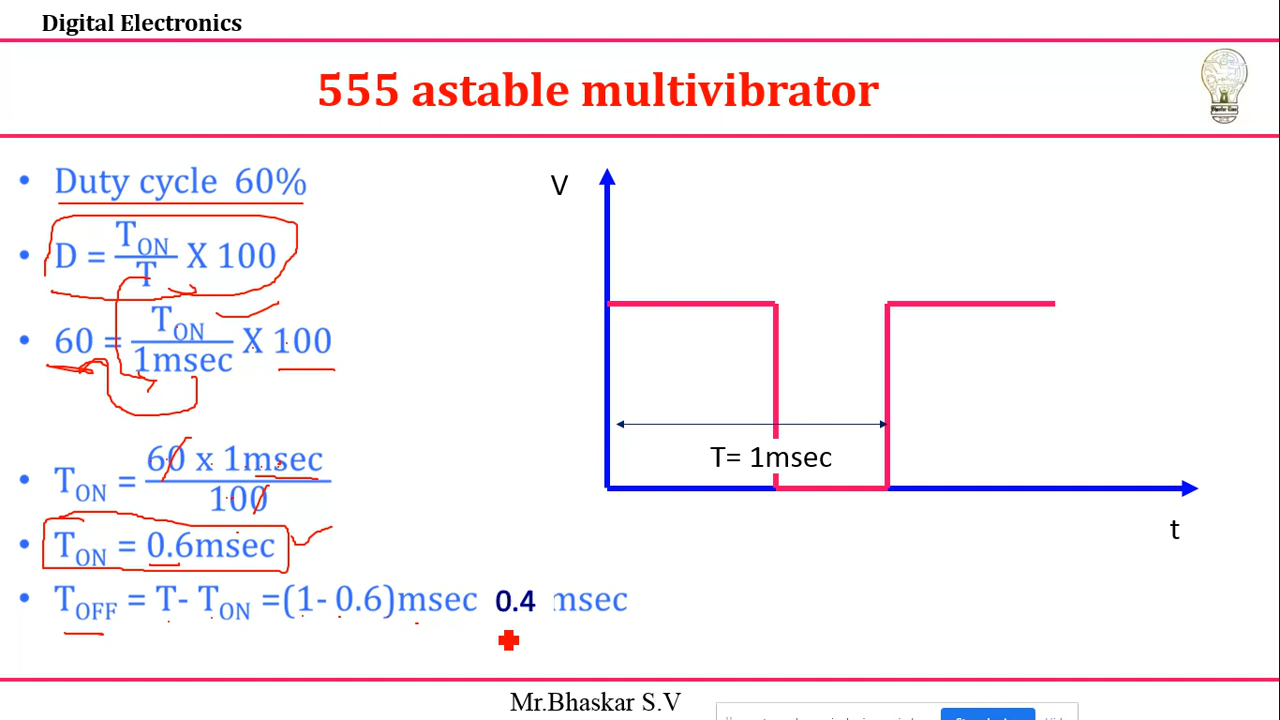 Digital Electronics
555 astable multivibrator
• Duty cycle 60%
• D = T_ON / T X 100
• 60 = T_ON / 1msec X 100
• T_ON = 60 x 1msec / 100
• T_ON = 0.6msec
• T_OFF = T- T_ON =(1- 0.6)msec 0.4 msec
V
T= 1msec
t
Mr.Bhaskar S.V